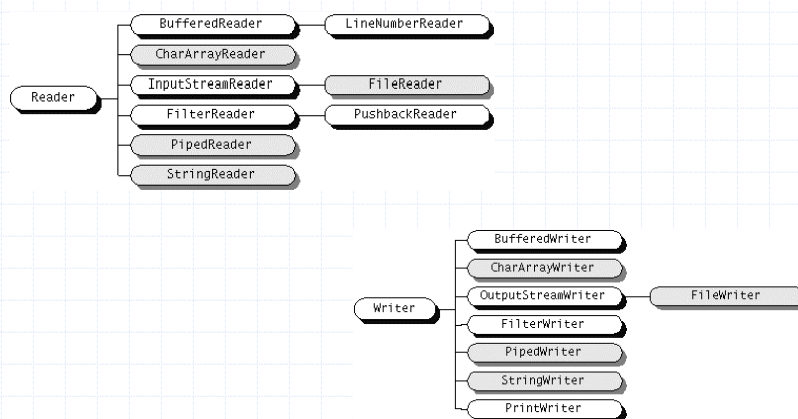 BufferedReader LineNumberReader
CharArrayReader
InputStreamReader FileReader
Reader
FilterReader PushbackReader
PipedReader
StringReader
BufferedWriter
CharArrayWriter
OutputStreamWriter FileWriter
Writer
FilterWriter
PipedWriter
StringWriter
PrintWriter